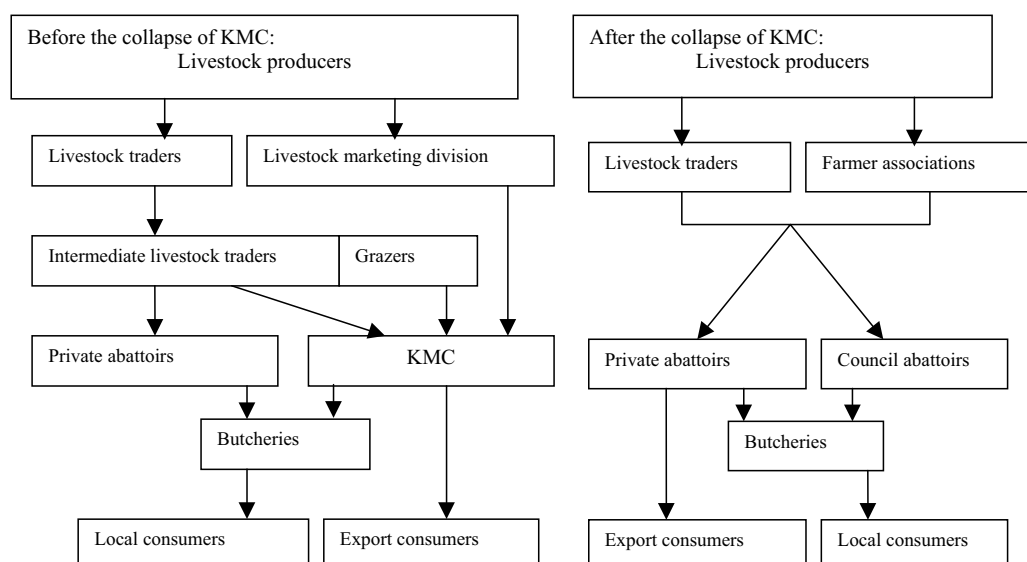 Before the collapse of KMC:
Livestock producers
Livestock traders
Livestock marketing division
Intermediate livestock traders
Grazers
Private abattoirs
KMC
Butcheries
Local consumers
Export consumers
After the collapse of KMC:
Livestock producers
Livestock traders
Farmer associations
Private abattoirs
Council abattoirs
Butcheries
Export consumers
Local consumers